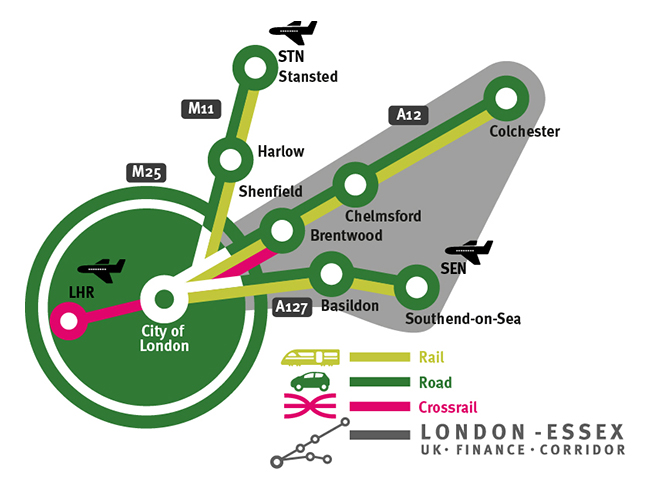 STN
Stansted
M11
A12
Colchester
Harlow
M25
Shenfield
Chelmsford
Brentwood
SEN
LHR
A127
Basildon
Southend-on-Sea
City of
London
Rail
Road
Crossrail
LONDON - ESSEX
UK · FINANCE · CORRIDOR